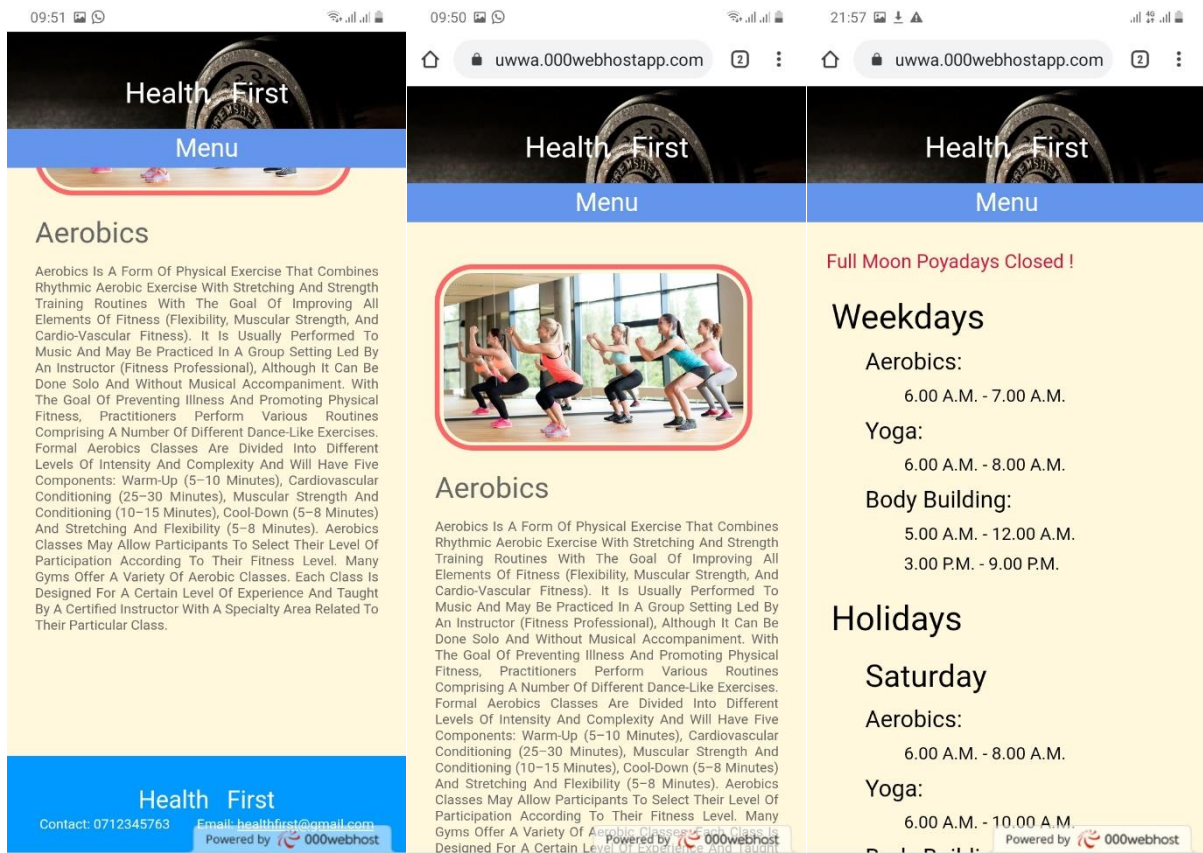 09:51
Health First
Menu
Aerobics
Aerobics Is A Form Of Physical Exercise That Combines
Rhythmic Aerobic Exercise With Stretching And Strength
Training Routines With The Goal Of Improving All
Elements Of Fitness (Flexibility, Muscular Strength, And
Cardio-Vascular Fitness). It Is Usually Performed To
Music And May Be Practiced In A Group Setting Led By
An Instructor (Fitness Professional), Although It Can Be
Done Solo And Without Musical Accompaniment. With
The Goal Of Preventing Illness And Promoting Physical
Fitness, Practitioners Perform Various Routines
Comprising A Number Of Different Dance-Like Exercises.
Formal Aerobics Classes Are Divided Into Different
Levels Of Intensity And Complexity And Will Have Five
Components: Warm-Up (5–10 Minutes), Cardiovascular
Conditioning (25–30 Minutes), Muscular Strength And
Conditioning (10–15 Minutes), Cool-Down (5–8 Minutes)
And Stretching And Flexibility (5–8 Minutes). Aerobics
Classes May Allow Participants To Select Their Level Of
Participation According To Their Fitness Level. Many
Gyms Offer A Variety Of Aerobic Classes. Each Class Is
Designed For A Certain Level Of Experience And Taught
By A Certified Instructor With A Specialty Area Related To
Their Particular Class.
Health First
Contact: 0712345763 Email: healthfirst@gmail.com
Powered by 000webhost
09:50
uwwa.000webhostapp.com 2
Health First
Menu
Aerobics
Aerobics Is A Form Of Physical Exercise That Combines
Rhythmic Aerobic Exercise With Stretching And Strength
Training Routines With The Goal Of Improving All
Elements Of Fitness (Flexibility, Muscular Strength, And
Cardio-Vascular Fitness). It Is Usually Performed To
Music And May Be Practiced In A Group Setting Led By
An Instructor (Fitness Professional), Although It Can Be
Done Solo And Without Musical Accompaniment. With
The Goal Of Preventing Illness And Promoting Physical
Fitness, Practitioners Perform Various Routines
Comprising A Number Of Different Dance-Like Exercises.
Formal Aerobics Classes Are Divided Into Different
Levels Of Intensity And Complexity And Will Have Five
Components: Warm-Up (5–10 Minutes), Cardiovascular
Conditioning (25–30 Minutes), Muscular Strength And
Conditioning (10–15 Minutes), Cool-Down (5–8 Minutes)
And Stretching And Flexibility (5–8 Minutes). Aerobics
Classes May Allow Participants To Select Their Level Of
Participation According To Their Fitness Level. Many
Gyms Offer A Variety Of Aerobic Classes. Each Class Is
Designed For A Certain Level Of Experience And Taught
Powered by 000webhost
21:57 4G
uwwa.000webhostapp.com 2
Health First
Menu
Full Moon Poyadays Closed !
Weekdays
Aerobics:
6.00 A.M. - 7.00 A.M.
Yoga:
6.00 A.M. - 8.00 A.M.
Body Building:
5.00 A.M. - 12.00 A.M.
3.00 P.M. - 9.00 P.M.
Holidays
Saturday
Aerobics:
6.00 A.M. - 8.00 A.M.
Yoga:
6.00 A.M. - 10.00 A.M.
Powered by 000webhost